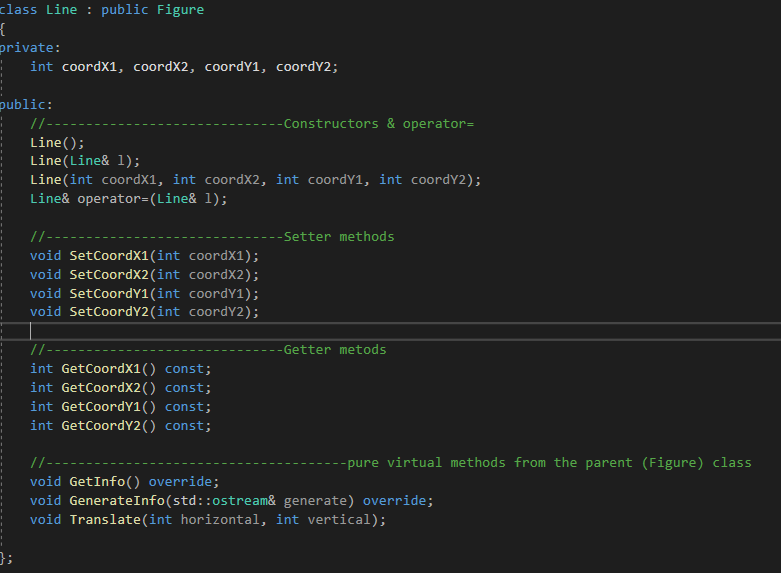 class Line : public Figure
{
private:
    int coordX1, coordX2, coordY1, coordY2;
public:
    //------------------------------Constructors & operator=
    Line();
    Line(Line& l);
    Line(int coordX1, int coordX2, int coordY1, int coordY2);
    Line& operator=(Line& l);
    //------------------------------Setter methods
    void SetCoordX1(int coordX1);
    void SetCoordX2(int coordX2);
    void SetCoordY1(int coordY1);
    void SetCoordY2(int coordY2);
    //------------------------------Getter metods
    int GetCoordX1() const;
    int GetCoordX2() const;
    int GetCoordY1() const;
    int GetCoordY2() const;
    //--------------------------------------pure virtual methods from the parent (Figure) class
    void GetInfo() override;
    void GenerateInfo(std::ostream& generate) override;
    void Translate(int horizontal, int vertical);
};